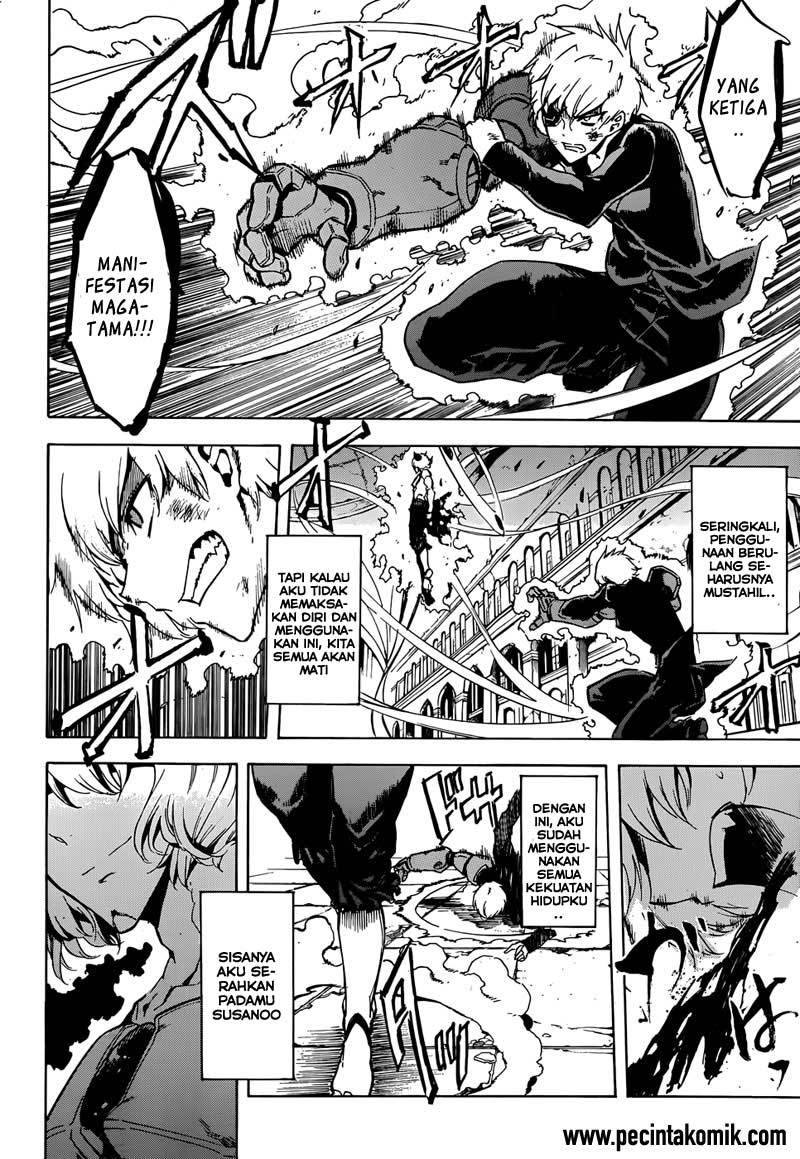 YANG
KETIGA
..
MANI-
FESTASI
MAGA-
TAMA!!!
SERINGKALI,
PENGGU-
NAAN BERU-
LANG SE-
HARUSNYA
MUSTAHIL..
TAPI KALAU
AKU TIDAK
MEMAKSA-
KAN DIRI DAN
MENGGUNA-
KAN INI, KITA
SEMUA AKAN
MATI
DENGAN
INI, AKU
SUDAH
MENGGU-
NAKAN
SEMUA
KEKUATAN
HIDUPKU
..
SISANYA
AKU SE-
RAHKAN
PADAMU
SUSANOO
www.pecintakomik.com